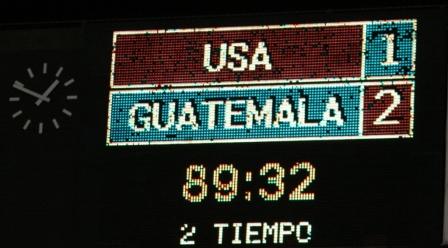 USA 1
GUATEMALA 2
89:32
2 TIEMPO